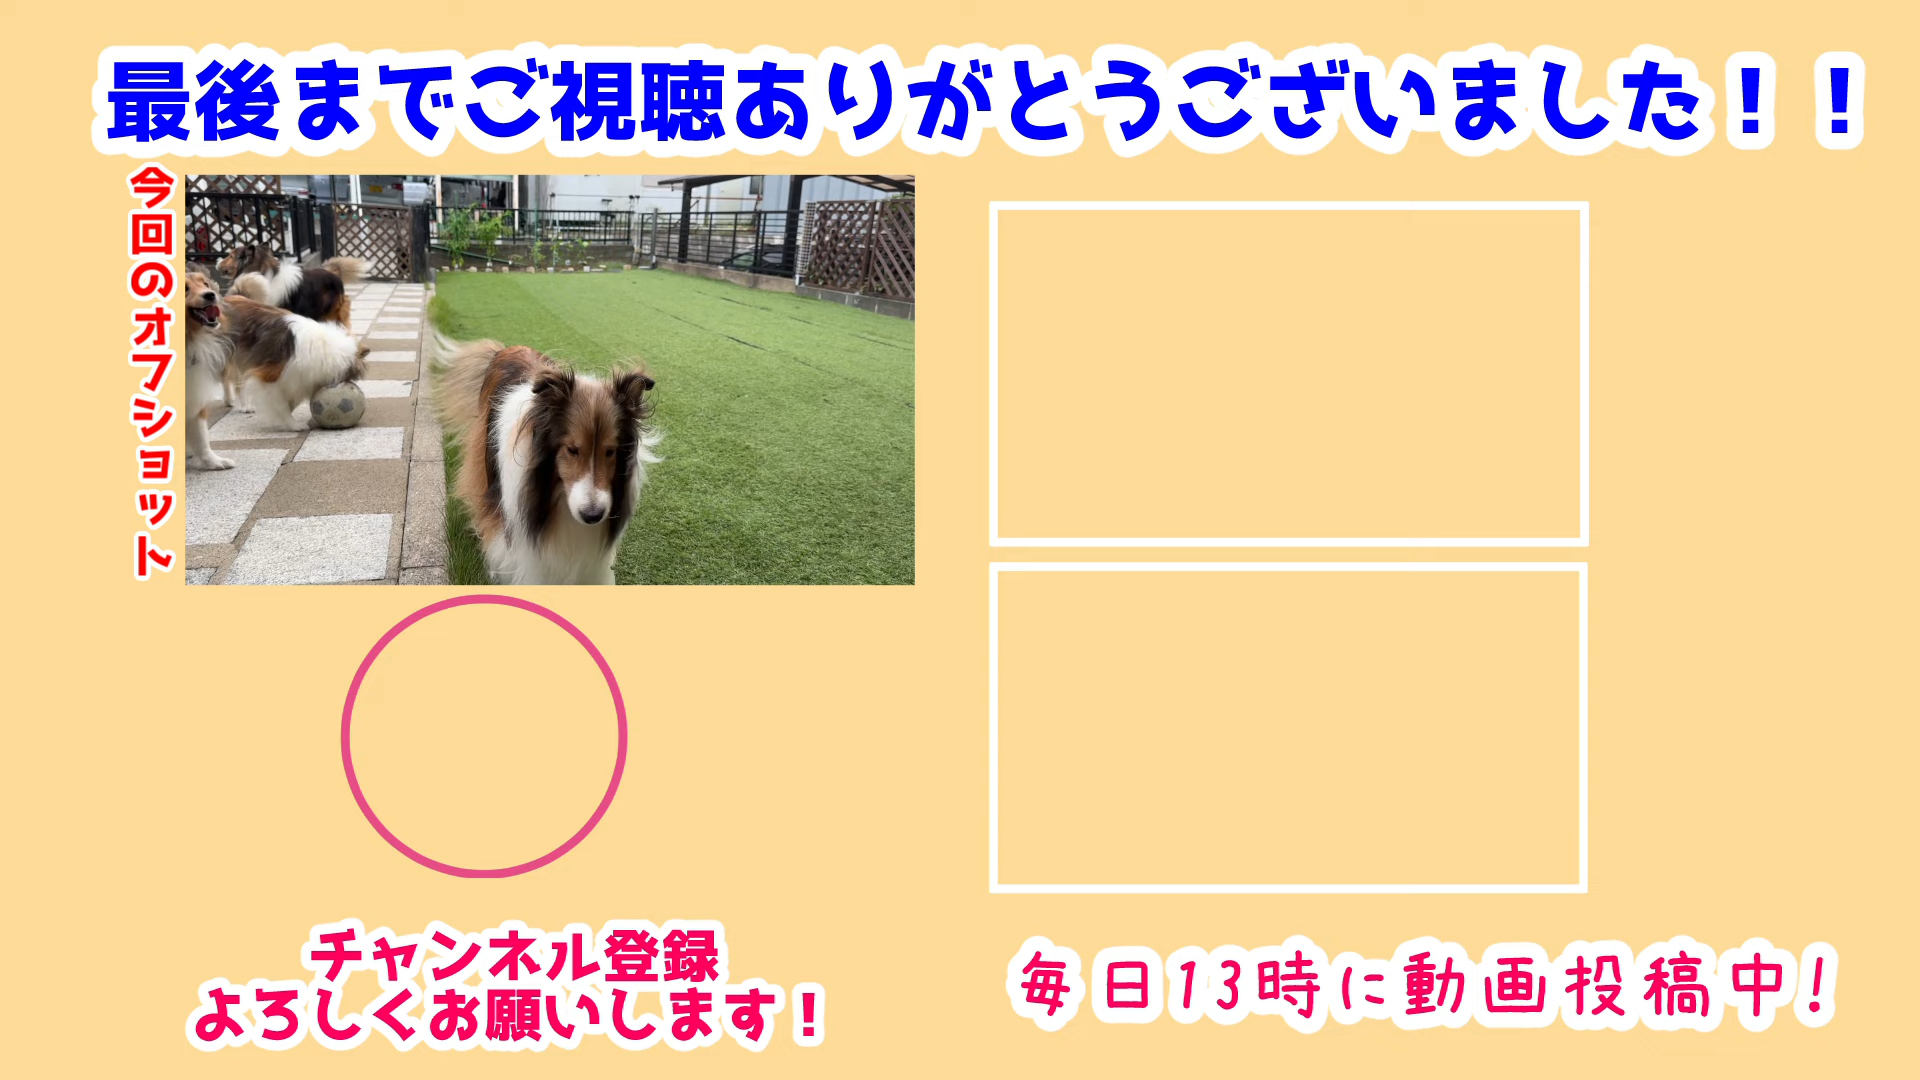 最後までご視聴ありがとうございました！！
今回のオフショット
チャンネル登録
よろしくお願いします！
毎日13時に動画投稿中！